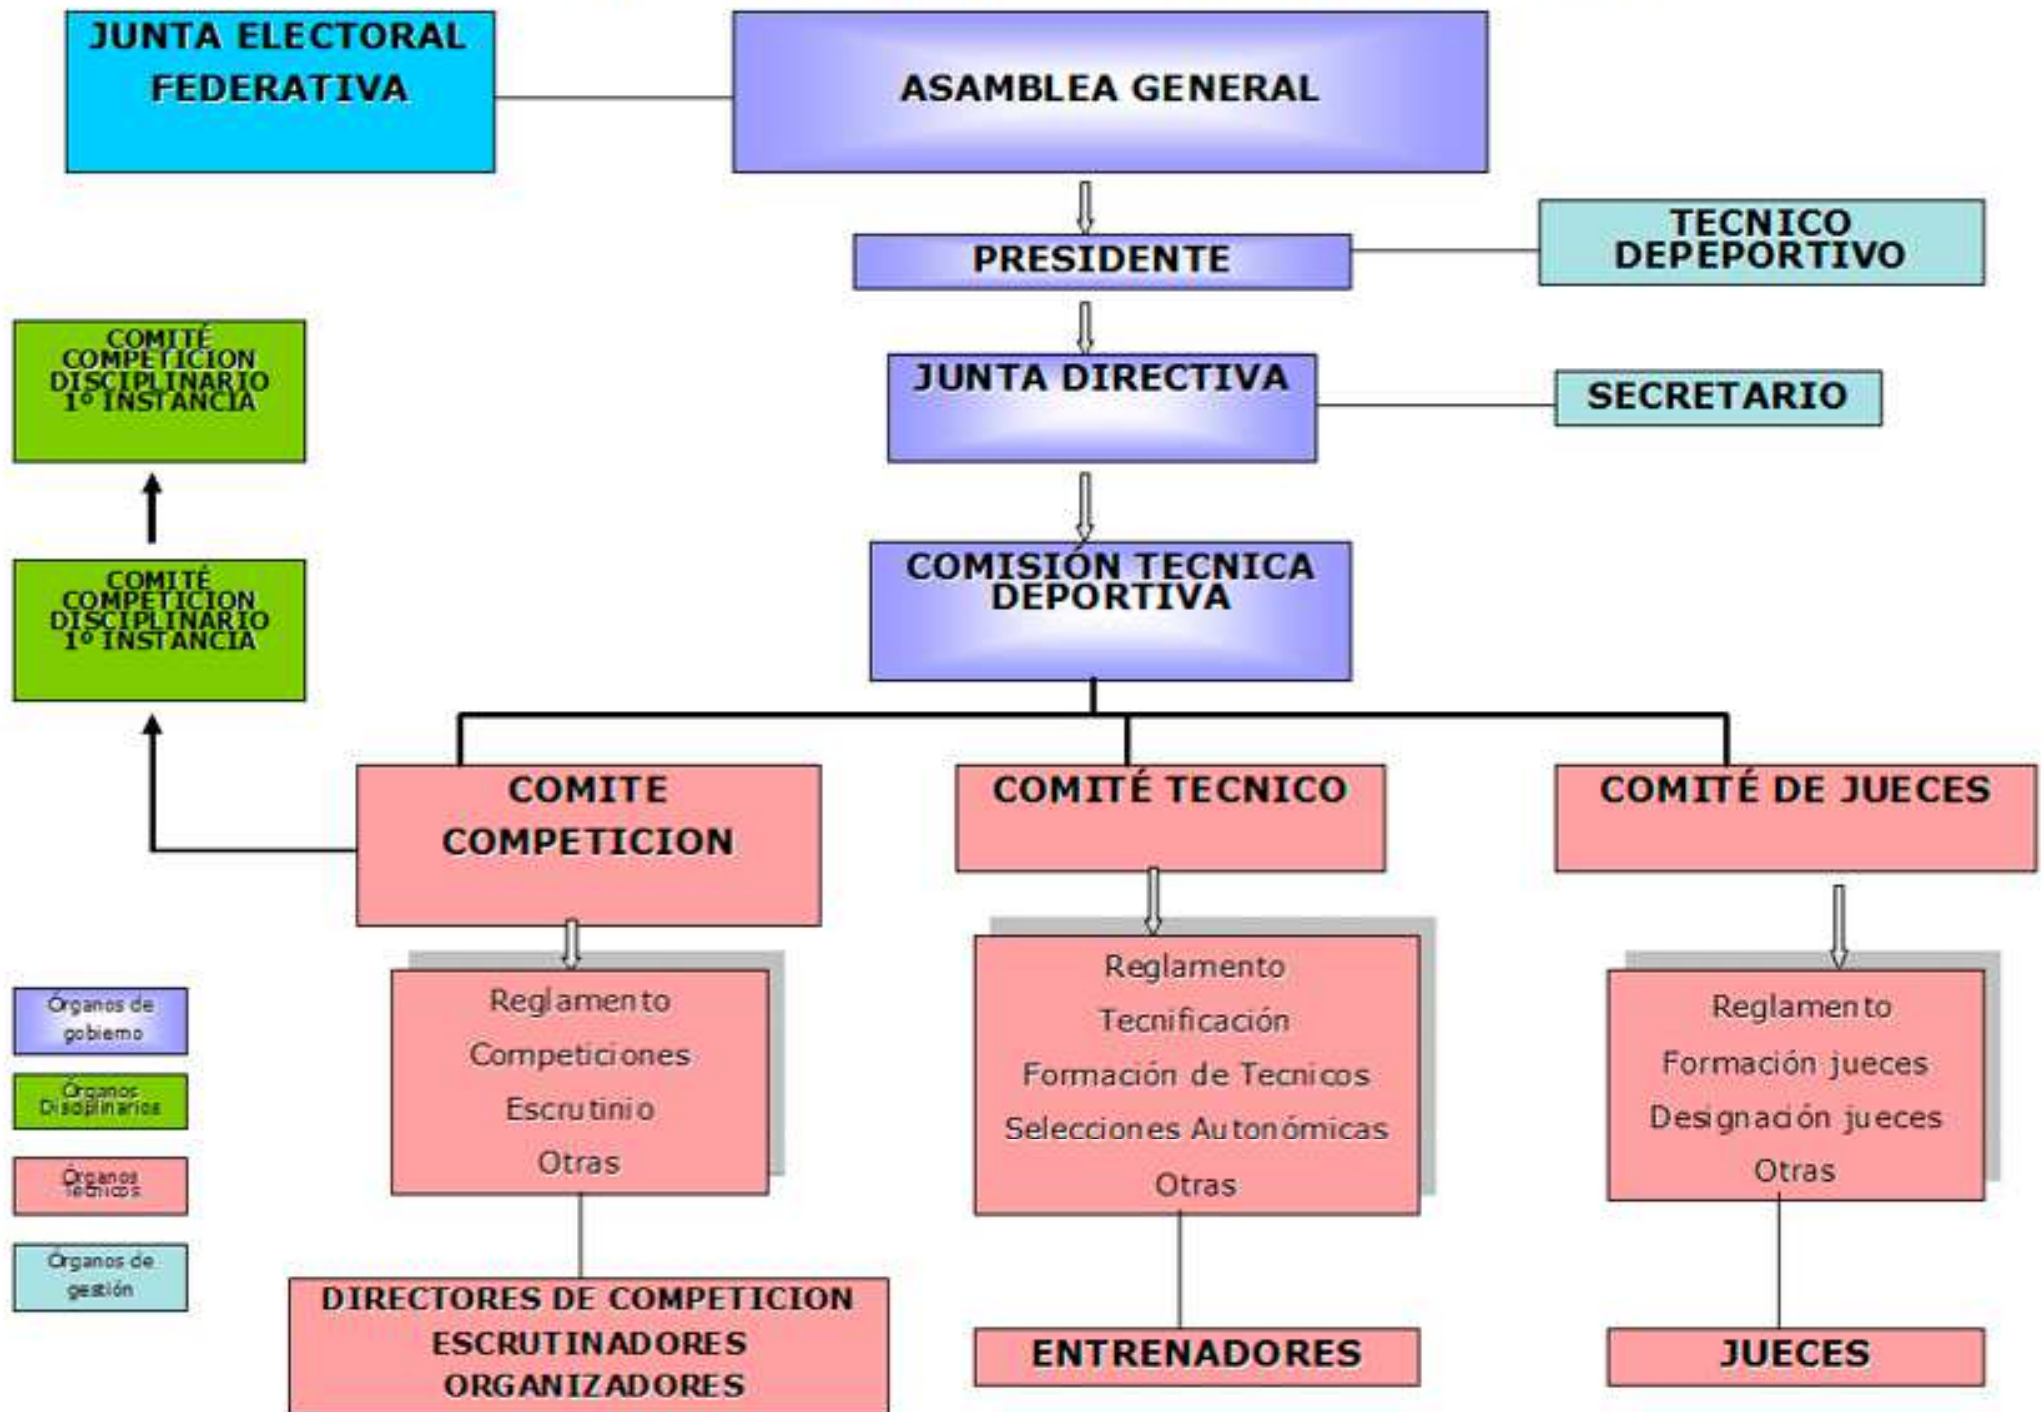 JUNTA ELECTORAL
FEDERATIVA
ASAMBLEA GENERAL
PRESIDENTE
TECNICO
DEPEPORTIVO
JUNTA DIRECTIVA
SECRETARIO
COMITÉ
COMPETICION
DISCIPLINARIO
1º INSTANCIA
COMITÉ
COMPETICION
DISCIPLINARIO
1º INSTANCIA
COMISIÓN TECNICA
DEPORTIVA
COMITE
COMPETICION
COMITÉ TECNICO
COMITÉ DE JUECES
Reglamento
Competiciones
Escrutinio
Otras
Reglamento
Tecnificación
Formación de Tecnicos
Selecciones Autonómicas
Otras
Reglamento
Formación jueces
Designación jueces
Otras
DIRECTORES DE COMPETICION
ESCRUTINADORES
ORGANIZADORES
ENTRENADORES
JUECES
Órganos de
gobierno
Órganos
Disciplinarios
Órganos
Técnicos
Órganos de
gestión